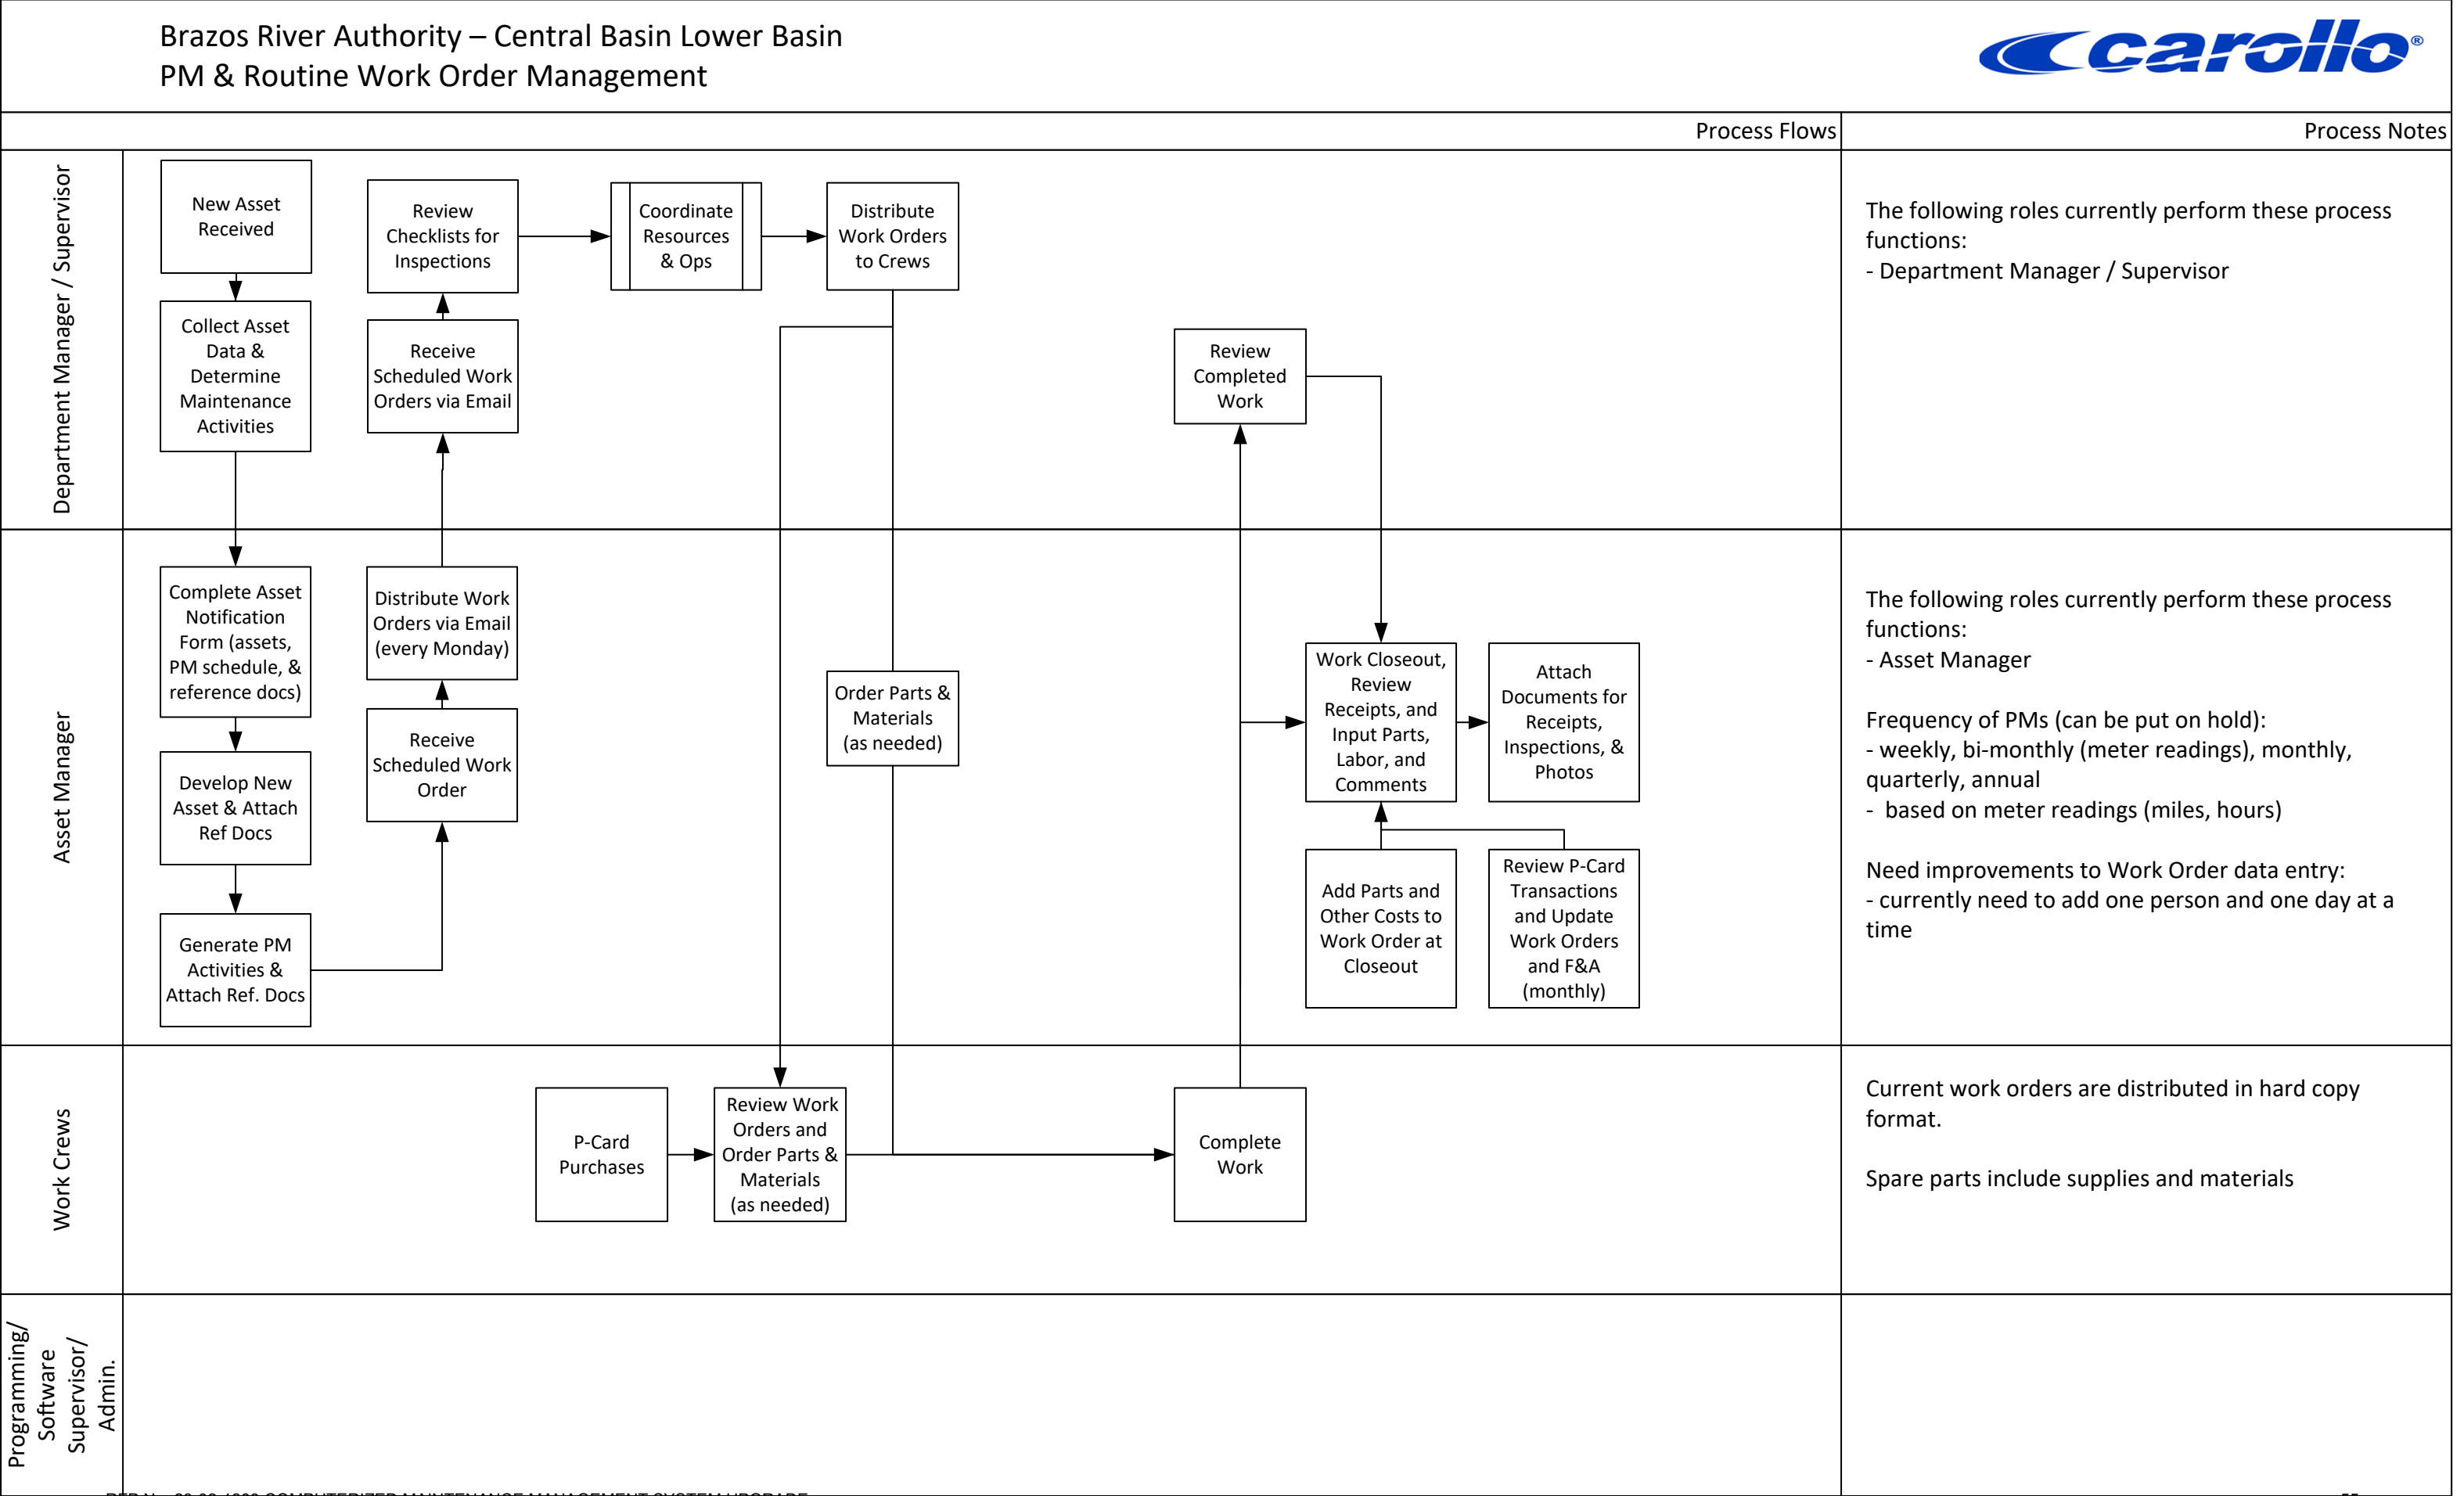 Brazos River Authority – Central Basin Lower Basin
PM & Routine Work Order Management
carollo®
Process Flows
Process Notes
Department Manager / Supervisor
New Asset
Received
Collect Asset
Data &
Determine
Maintenance
Activities
Review
Checklists for
Inspections
Receive
Scheduled Work
Orders via Email
Coordinate
Resources
& Ops
Distribute
Work Orders
to Crews
Review
Completed
Work
The following roles currently perform these process
functions:
- Department Manager / Supervisor
Asset Manager
Complete Asset
Notification
Form (assets,
PM schedule, &
reference docs)
Develop New
Asset & Attach
Ref Docs
Generate PM
Activities &
Attach Ref. Docs
Distribute Work
Orders via Email
(every Monday)
Receive
Scheduled Work
Order
Order Parts &
Materials
(as needed)
Work Closeout,
Review
Receipts, and
Input Parts,
Labor, and
Comments
Attach
Documents for
Receipts,
Inspections, &
Photos
Add Parts and
Other Costs to
Work Order at
Closeout
Review P-Card
Transactions
and Update
Work Orders
and F&A
(monthly)
The following roles currently perform these process
functions:
- Asset Manager
Frequency of PMs (can be put on hold):
- weekly, bi-monthly (meter readings), monthly,
quarterly, annual
- based on meter readings (miles, hours)
Need improvements to Work Order data entry:
- currently need to add one person and one day at a
time
Work Crews
P-Card
Purchases
Review Work
Orders and
Order Parts &
Materials
(as needed)
Complete
Work
Current work orders are distributed in hard copy
format.
Spare parts include supplies and materials
Programming/
Software
Supervisor/
Admin.
COMPUTERIZED MAINTENANCE MANAGEMENT SYSTEM UPGRADE